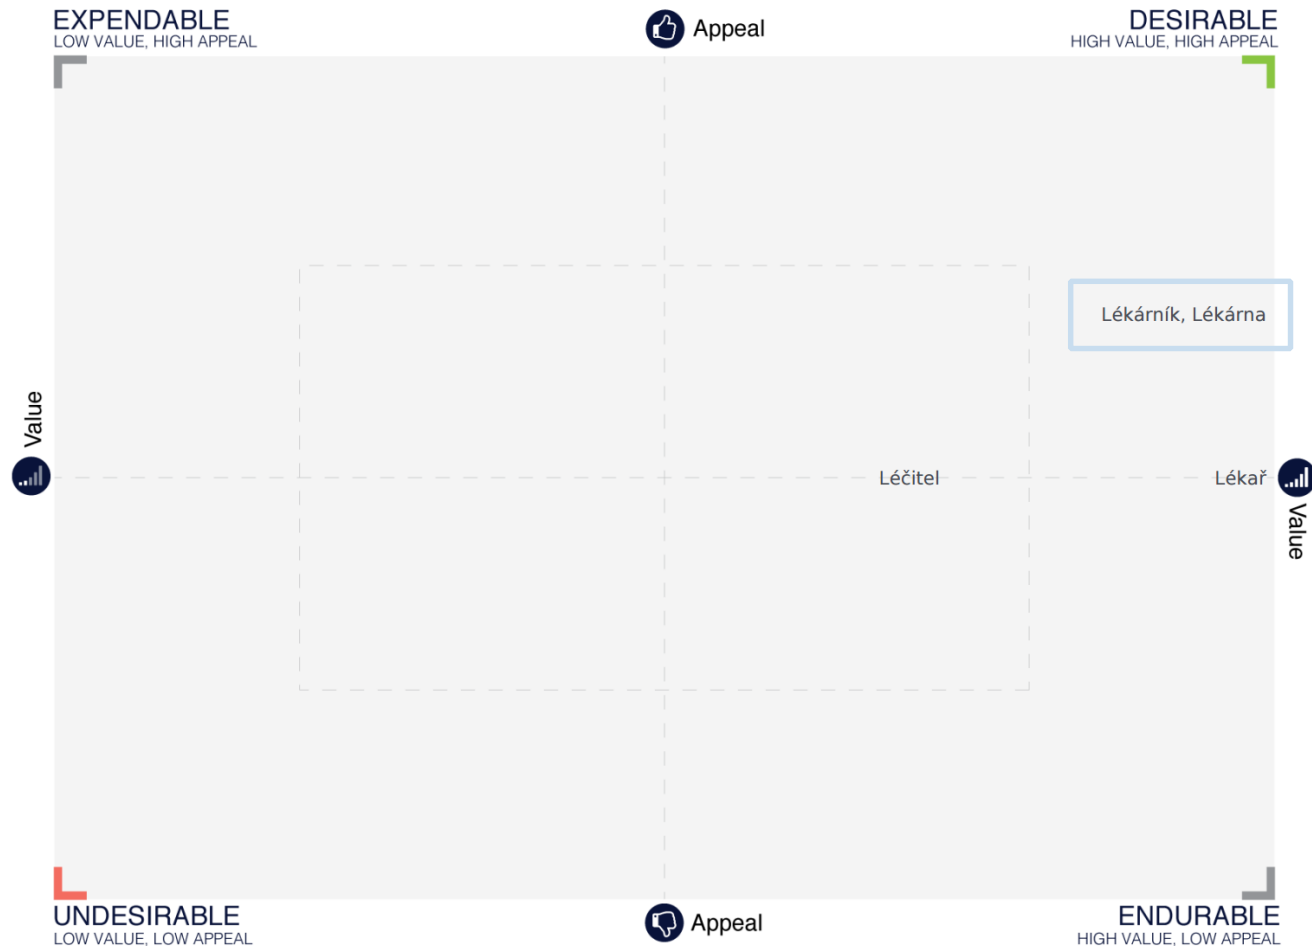 EXPENDABLE
LOW VALUE, HIGH APPEAL
Appeal
DESIRABLE
HIGH VALUE, HIGH APPEAL
Lékárník, Lékárna
Value
Léčitel
Lékař
Value
UNDESIRABLE
LOW VALUE, LOW APPEAL
Appeal
ENDURABLE
HIGH VALUE, LOW APPEAL